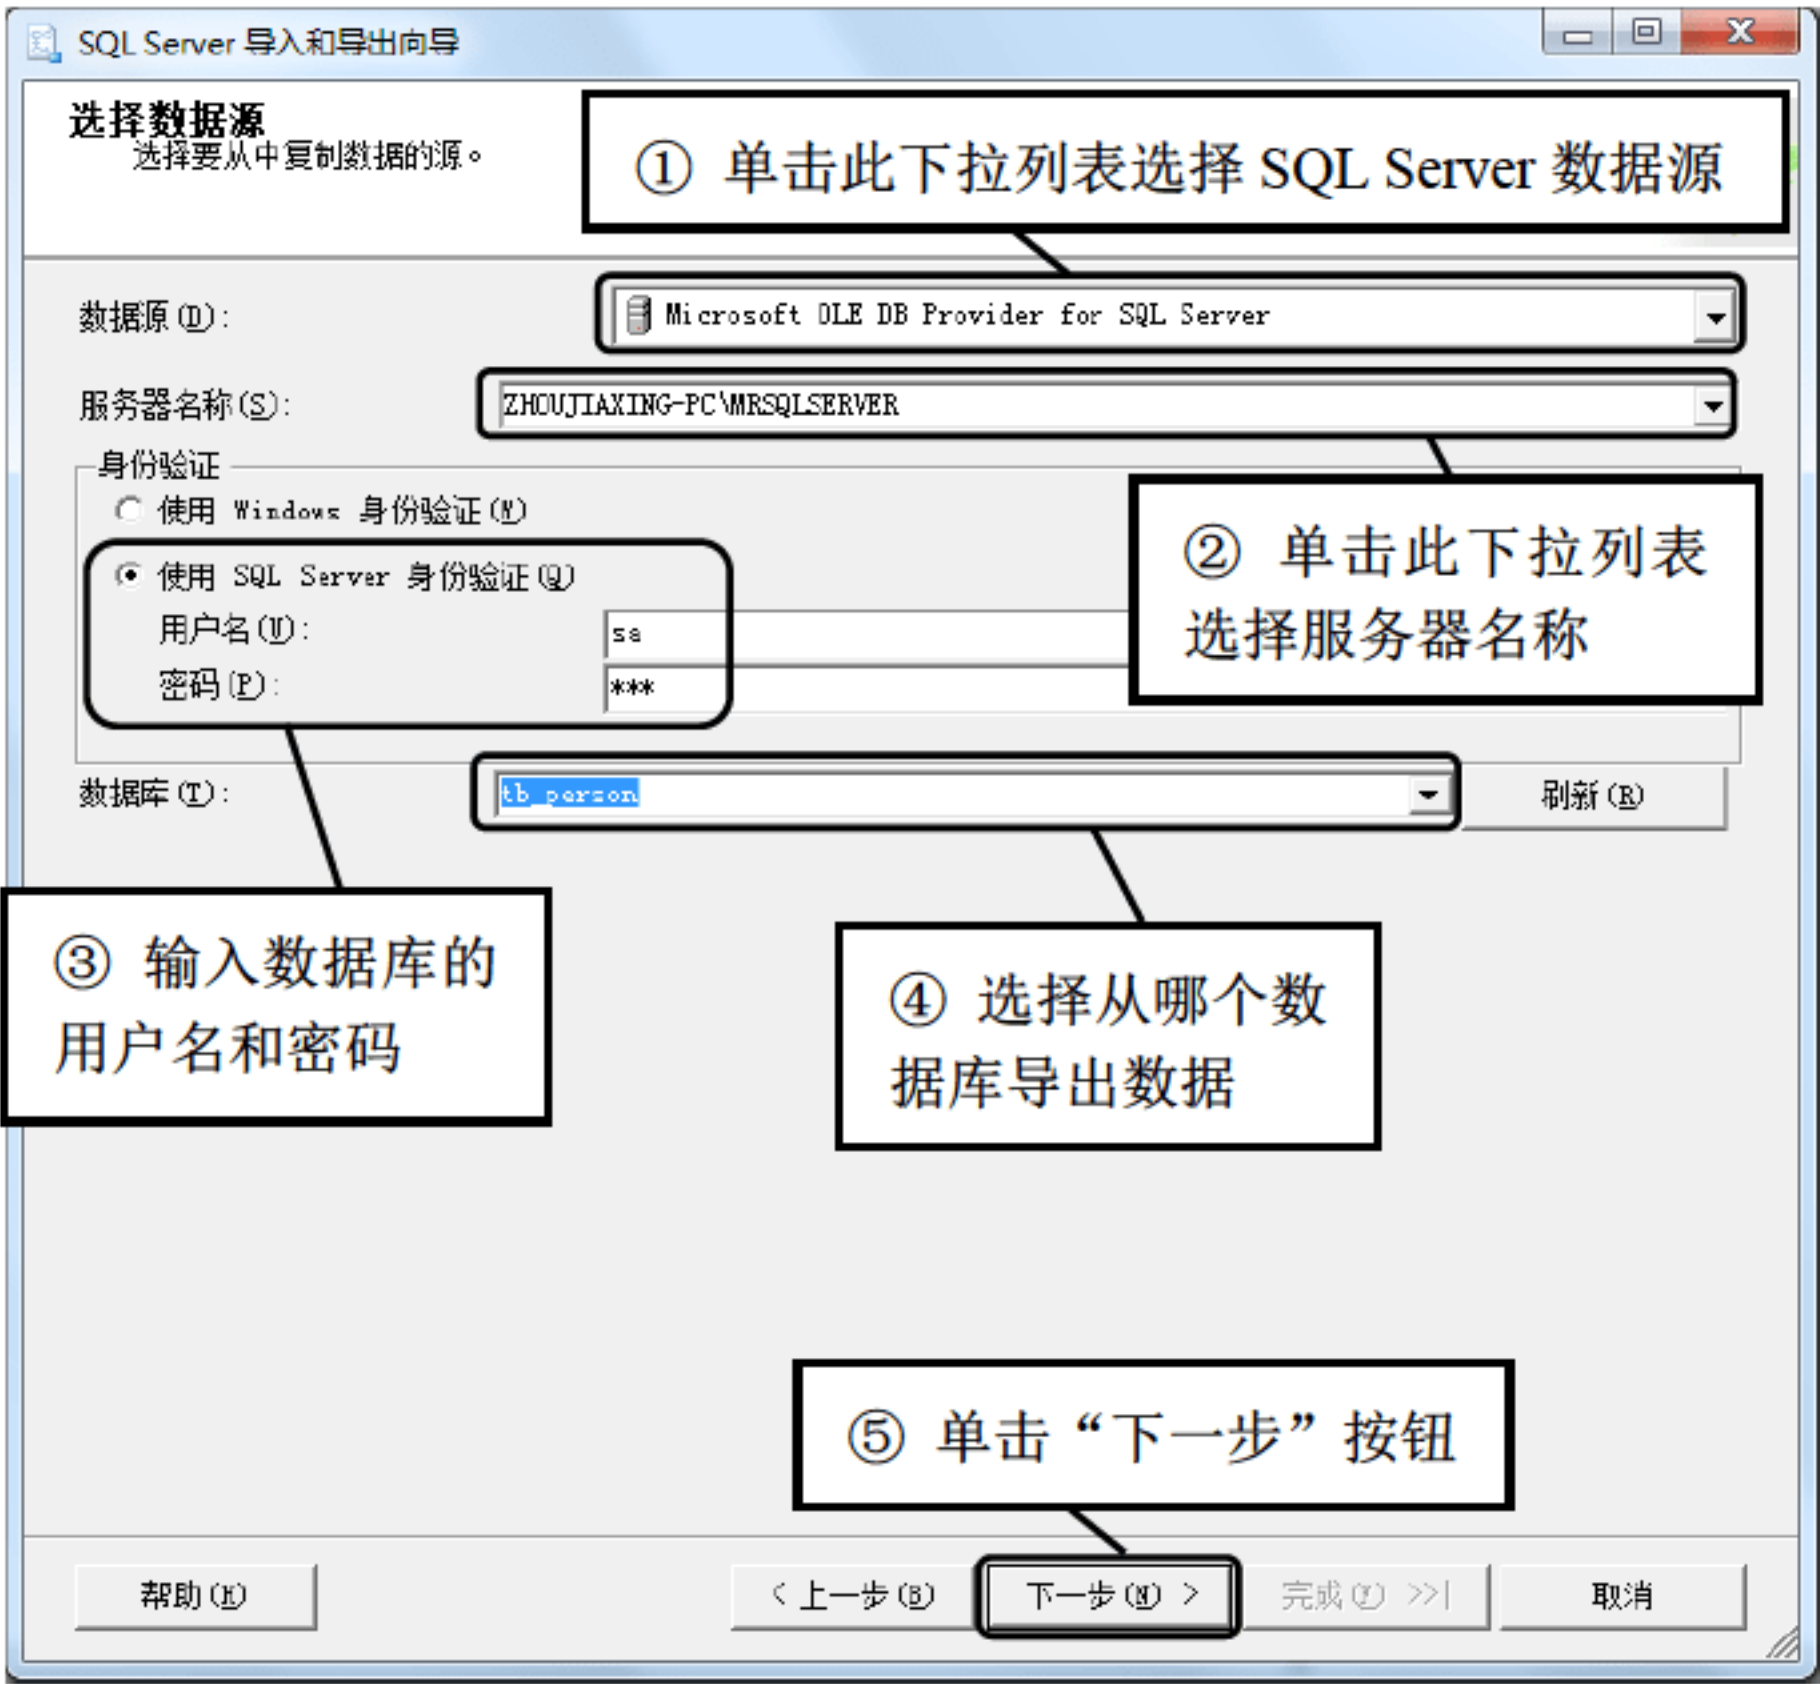 SQL Server 导入和导出向导
选择数据源
选择要从中复制数据的源。
① 单击此下拉列表选择 SQL Server 数据源
数据源(D):
Microsoft OLE DB Provider for SQL Server
服务器名称(S):
ZHOUJIAXING-PC\MRSQLSERVER
身份验证
使用 Windows 身份验证(W)
② 单击此下拉列表
选择服务器名称
使用 SQL Server 身份验证(Q)
用户名(U):
sa
密码(P):
***
数据库(T):
tb_person
刷新(R)
③ 输入数据库的
用户名和密码
④ 选择从哪个数
据库导出数据
⑤ 单击“下一步”按钮
帮助(H)
< 上一步(B)
下一步(N) >
完成(F) >>|
取消